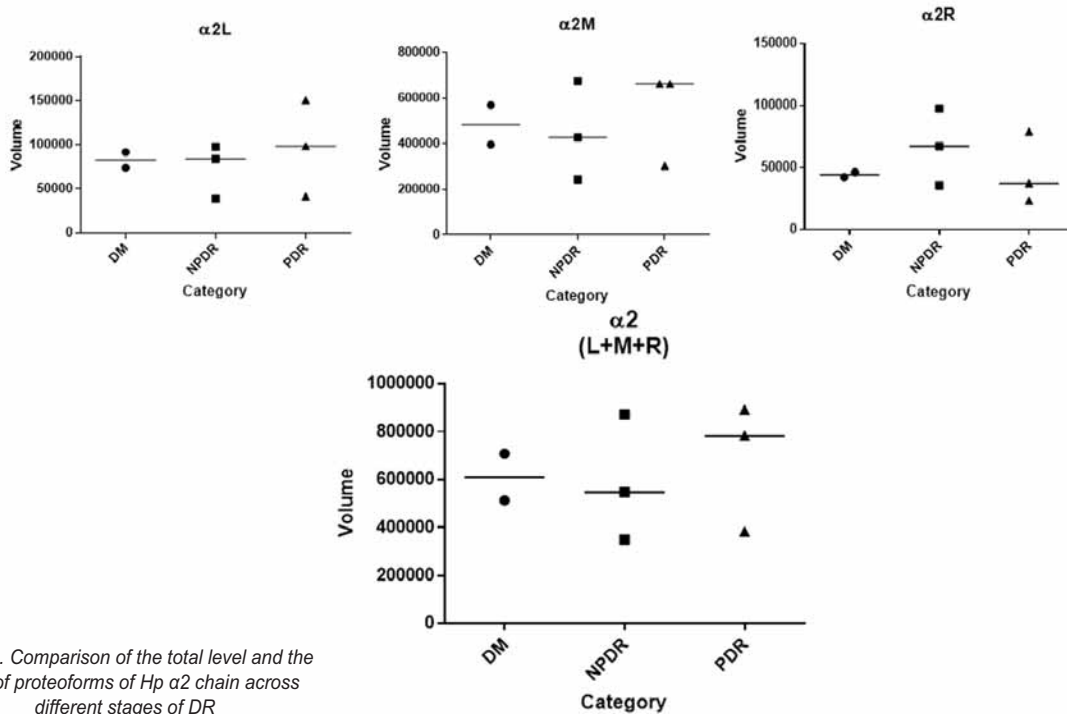 α2L
Volume
200000
150000
100000
50000
0
DM
NPDR
PDR
Category
α2M
Volume
800000
600000
400000
200000
0
DM
NPDR
PDR
Category
α2R
Volume
150000
100000
50000
0
DM
NPDR
PDR
Category
α2
(L+M+R)
Volume
1000000
800000
600000
400000
200000
0
DM
NPDR
PDR
Category
. Comparison of the total level and the
of proteoforms of Hp α2 chain across
different stages of DR